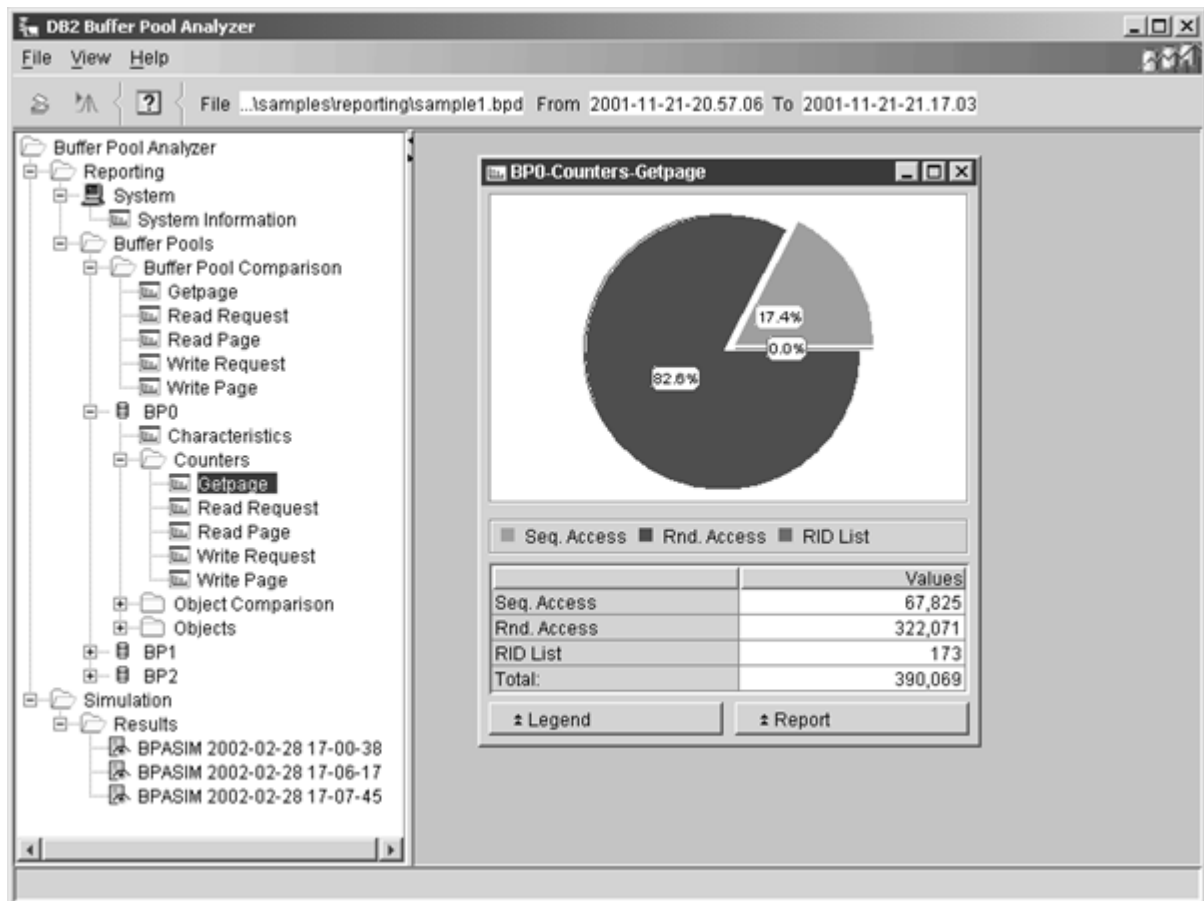 DB2 Buffer Pool Analyzer
File View Help
File ...\samples\reporting\sample1.bpd From 2001-11-21-20.57.06 To 2001-11-21-21.17.03
Buffer Pool Analyzer
Reporting
System
System Information
Buffer Pools
Buffer Pool Comparison
Getpage
Read Request
Read Page
Write Request
Write Page
BP0
Characteristics
Counters
Getpage
Read Request
Read Page
Write Request
Write Page
Object Comparison
Objects
BP1
BP2
Simulation
Results
BPASIM 2002-02-28 17-00-38
BPASIM 2002-02-28 17-06-17
BPASIM 2002-02-28 17-07-45
BP0-Counters-Getpage
17.4%
0.0%
82.6%
Seq. Access Rnd. Access RID List
Values
Seq. Access 67,825
Rnd. Access 322,071
RID List 173
Total: 390,069
Legend Report